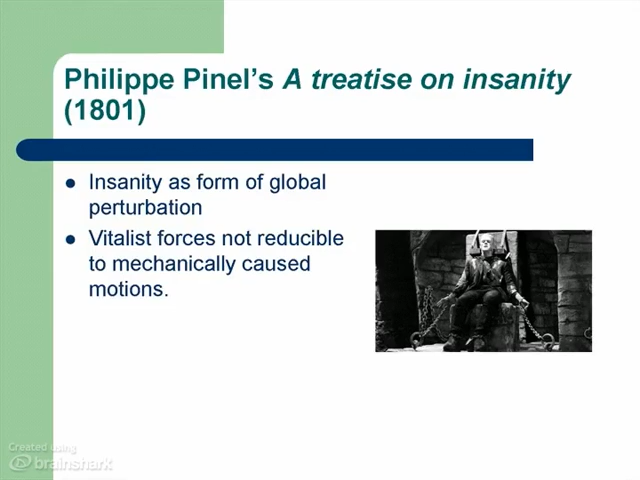 Philippe Pinel’s A treatise on insanity
(1801)
● Insanity as form of global
perturbation
● Vitalist forces not reducible
to mechanically caused
motions.
Created using
brainshark